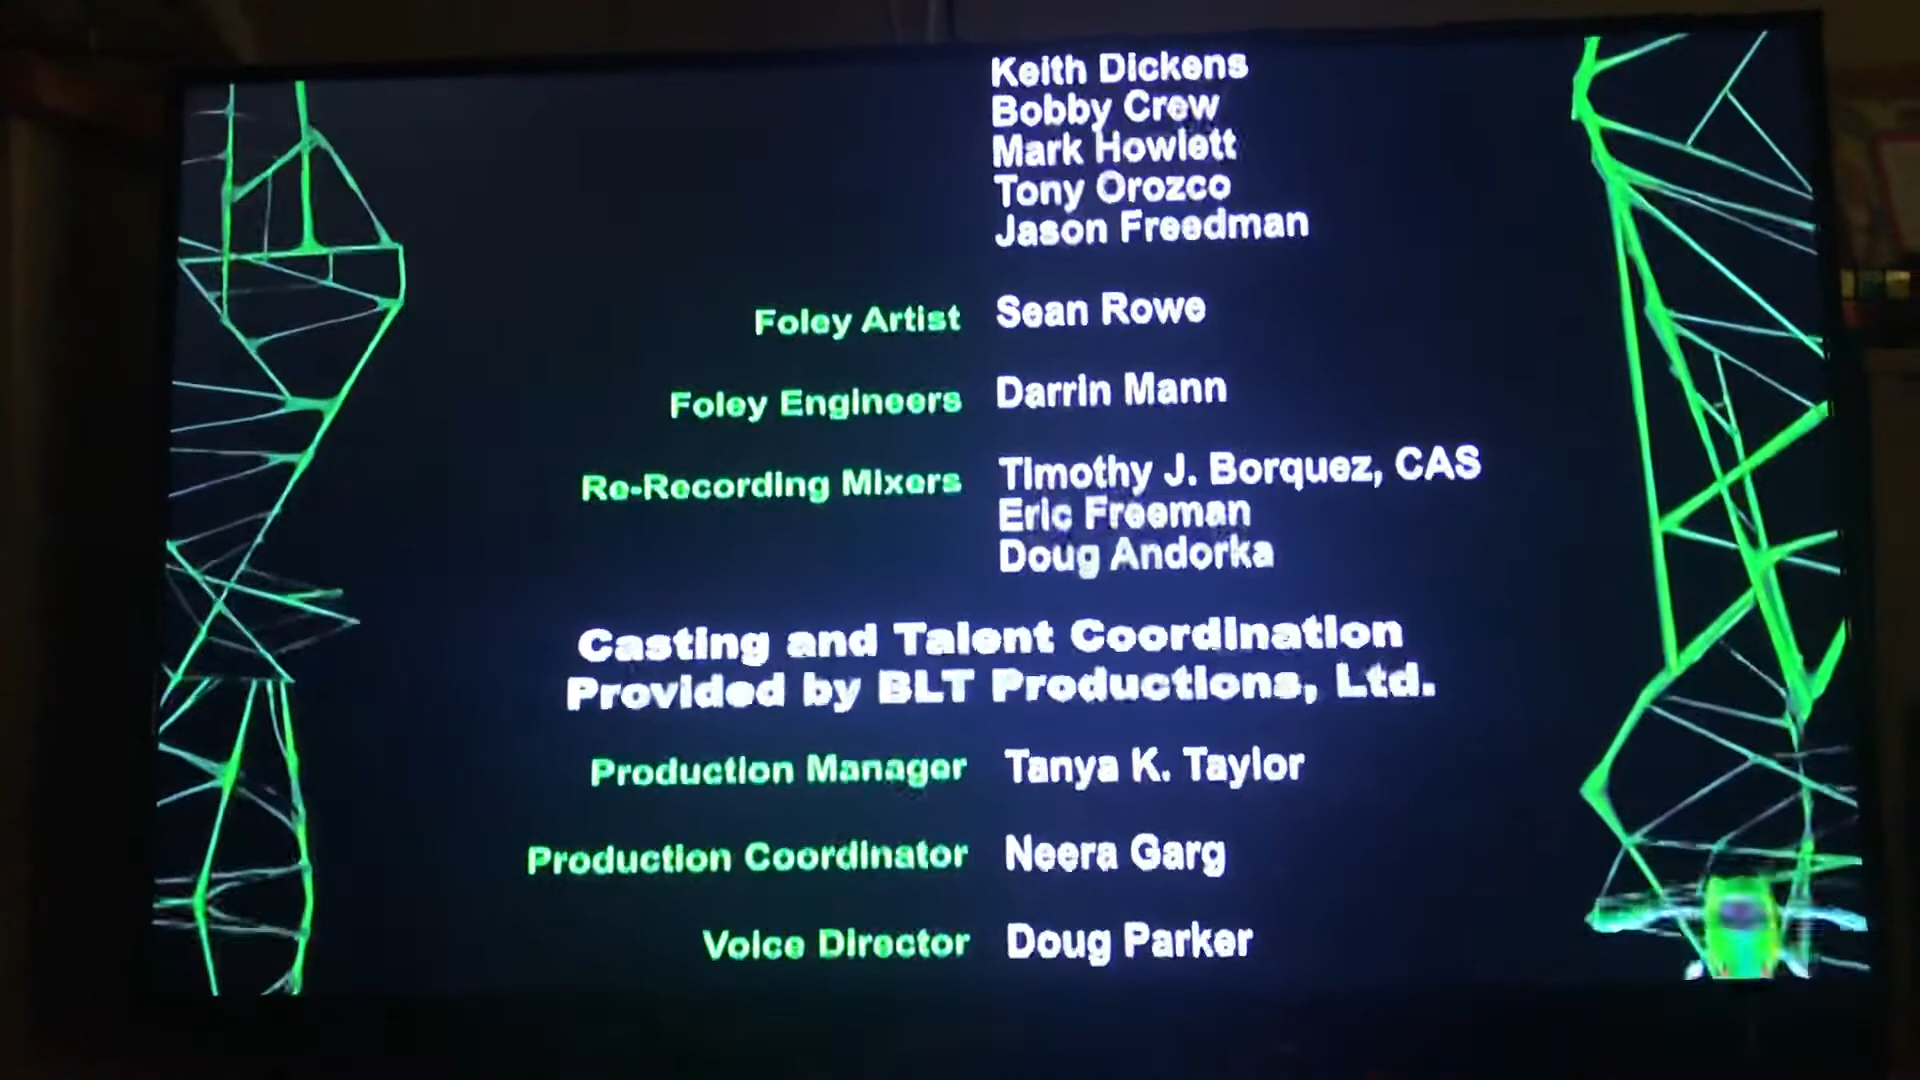 Keith Dickens
Bobby Crew
Mark Howlett
Tony Orozco
Jason Freedman
Foley Artist Sean Rowe
Foley Engineers Darrin Mann
Re-Recording Mixers Timothy J. Borquez, CAS
Eric Freeman
Doug Andorka
Casting and Talent Coordination
Provided by BLT Productions, Ltd.
Production Manager Tanya K. Taylor
Production Coordinator Neera Garg
Voice Director Doug Parker